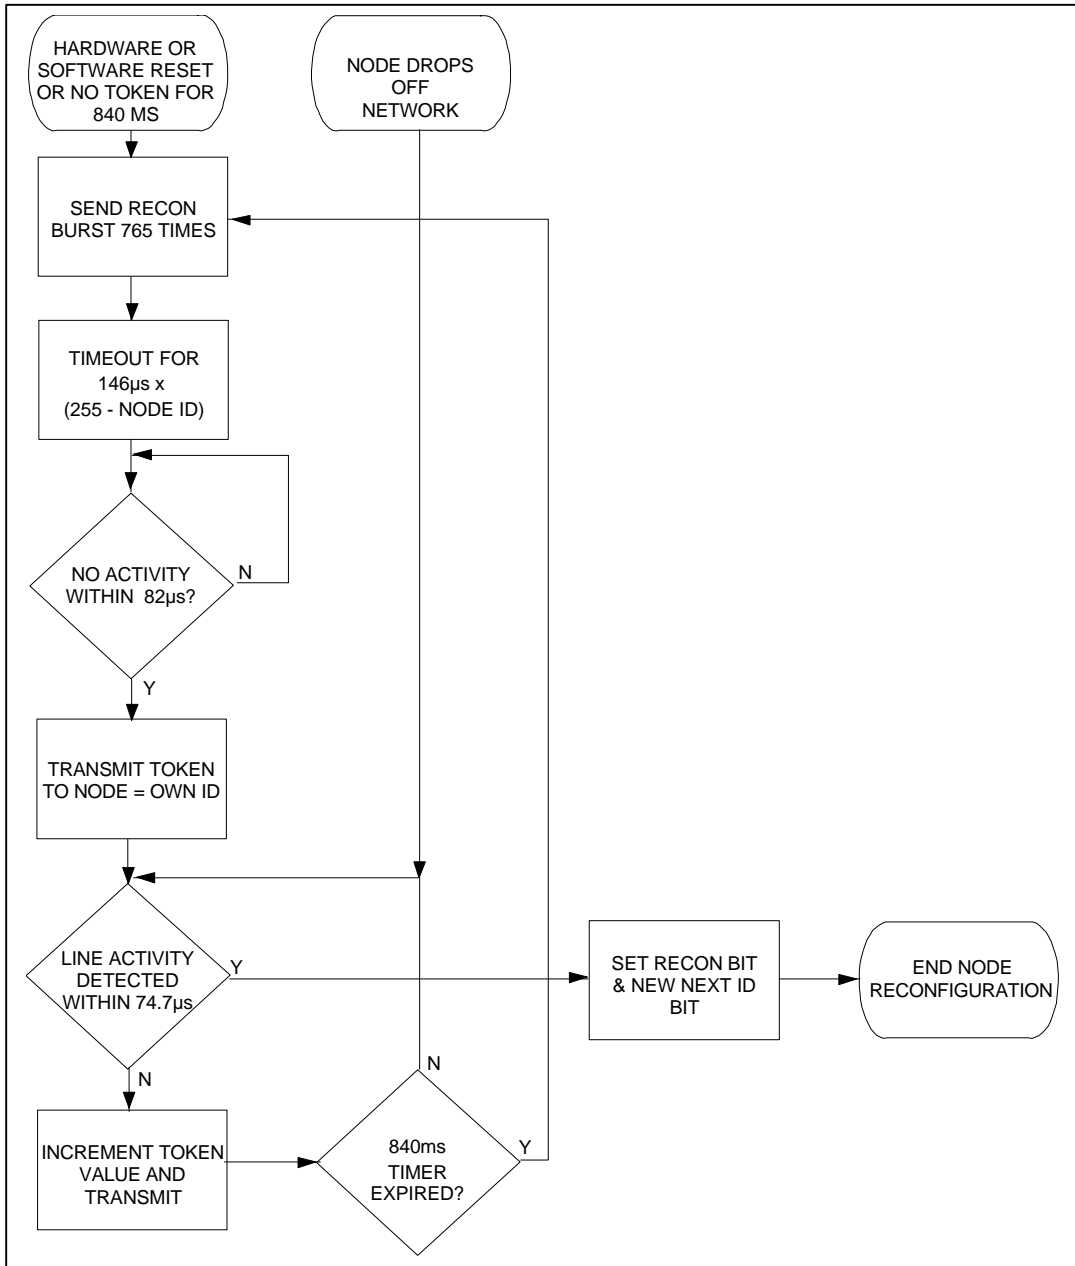 HARDWARE OR
SOFTWARE RESET
OR NO TOKEN FOR
840 MS
NODE DROPS
OFF
NETWORK
SEND RECON
BURST 765 TIMES
TIMEOUT FOR
146µs x
(255 - NODE ID)
NO ACTIVITY
WITHIN 82µs?
N
Y
TRANSMIT TOKEN
TO NODE = OWN ID
LINE ACTIVITY
DETECTED
WITHIN 74.7µs
Y
N
SET RECON BIT
& NEW NEXT ID
BIT
END NODE
RECONFIGURATION
INCREMENT TOKEN
VALUE AND
TRANSMIT
N
840ms
TIMER
EXPIRED?
Y